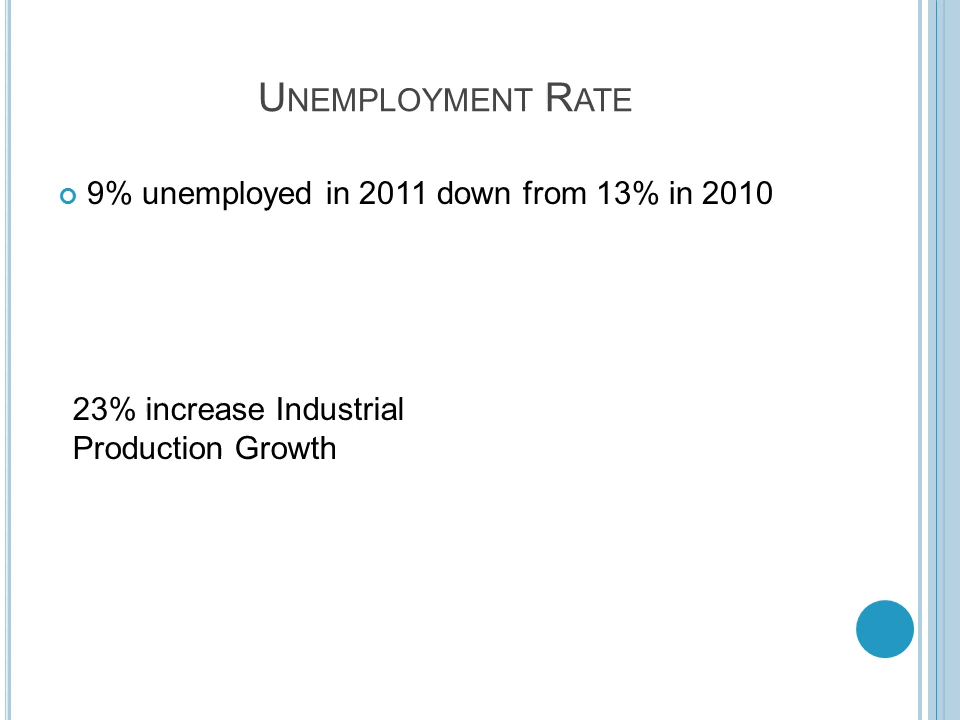 Unemployment Rate
9% unemployed in 2011 down from 13% in 2010
23% increase Industrial
Production Growth